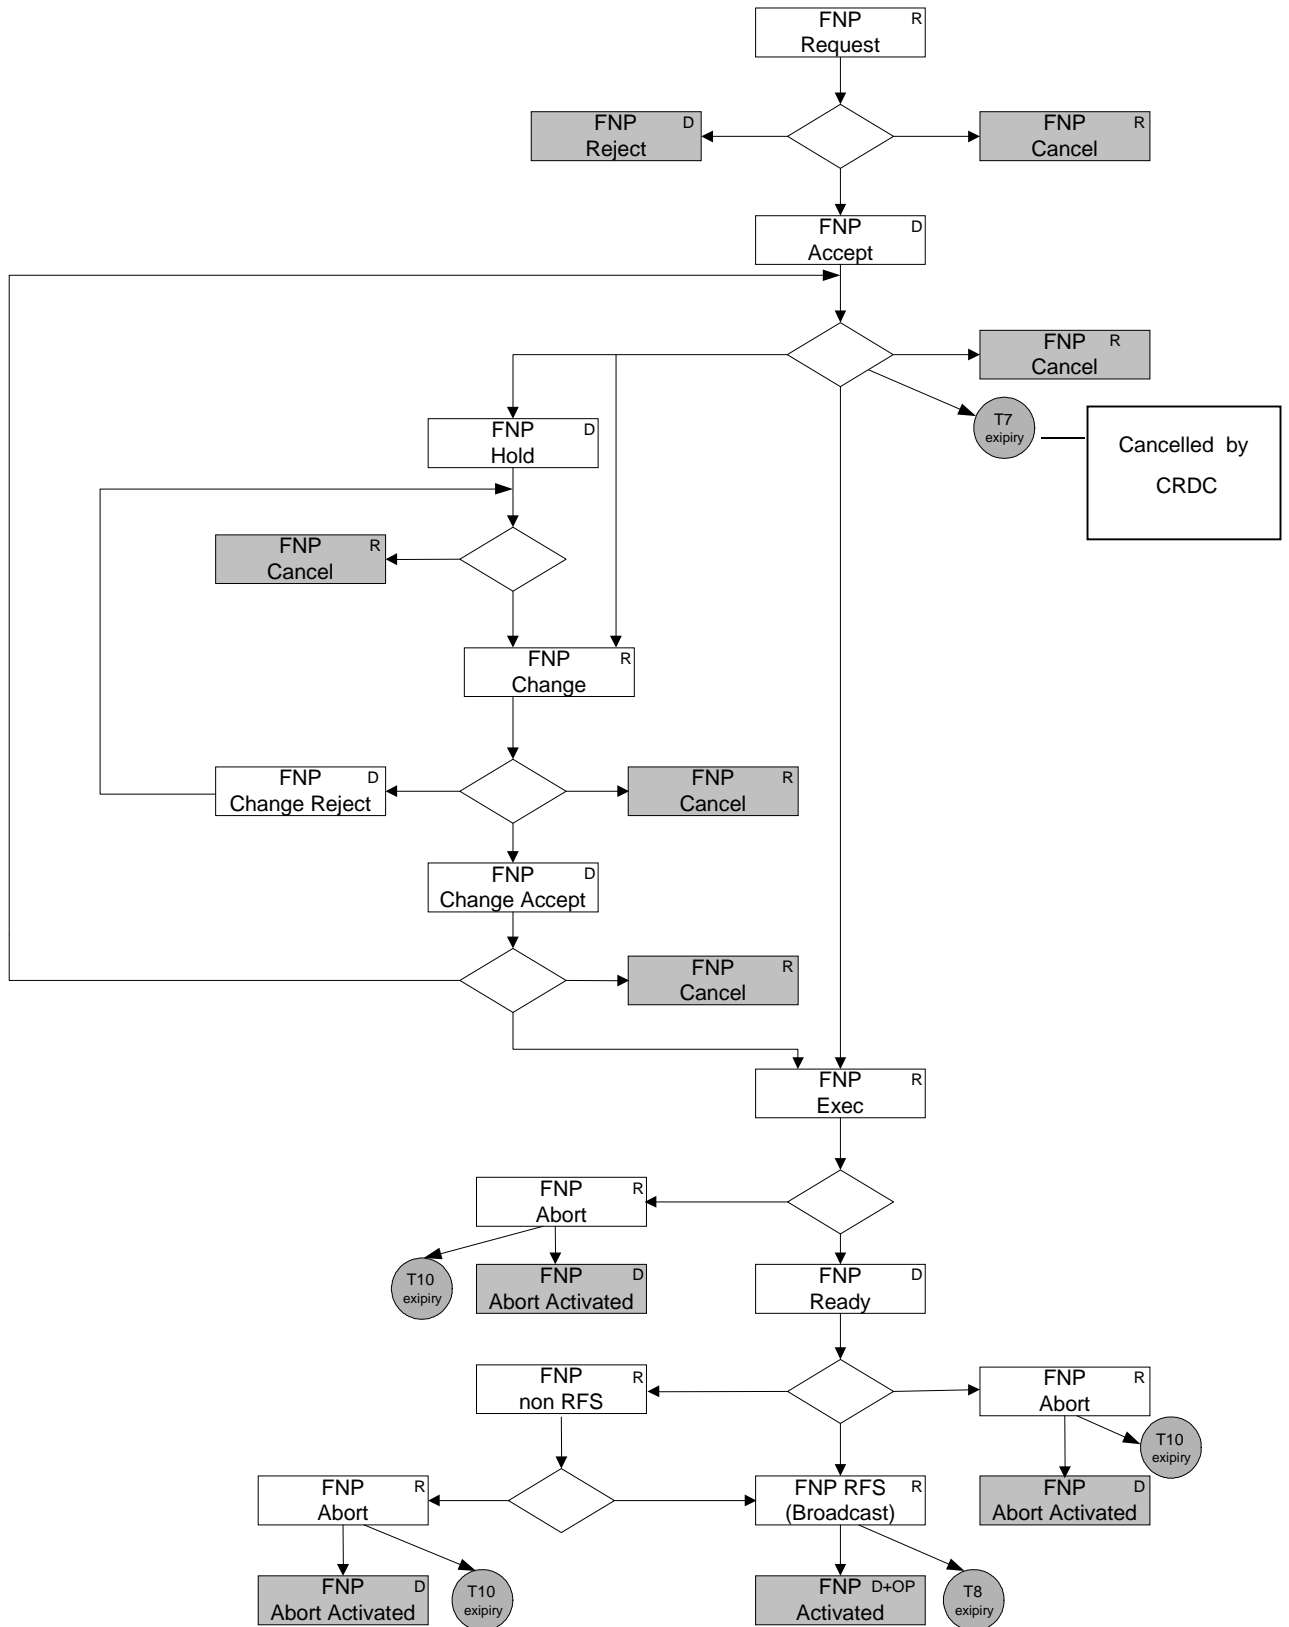 FNP R
Request
FNP D
Reject
FNP R
Cancel
FNP D
Accept
FNP R
Cancel
T7
exipiry
Cancelled by
CRDC
FNP D
Hold
FNP R
Cancel
FNP R
Change
FNP D
Change Reject
FNP R
Cancel
FNP D
Change Accept
FNP R
Cancel
FNP R
Exec
FNP R
Abort
T10
exipiry
FNP D
Abort Activated
FNP D
Ready
FNP R
non RFS
FNP R
Abort
T10
exipiry
FNP D
Abort Activated
FNP R
Abort
FNP RFS R
(Broadcast)
FNP D
Abort Activated
T10
exipiry
FNP D+OP
Activated
T8
exipiry